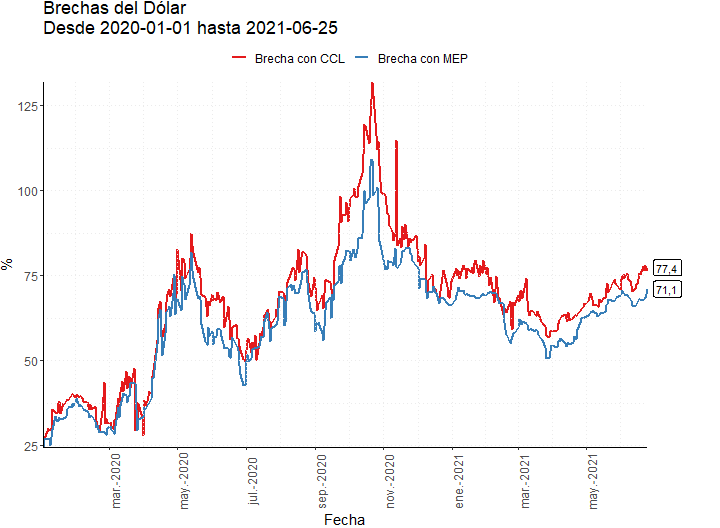 Brechas del Dólar
Desde 2020-01-01 hasta 2021-06-25
Brecha con CCL
Brecha con MEP
125
100
75
50
25
%
77,4
71,1
mar.-2020
may.-2020
jul.-2020
sep.-2020
nov.-2020
ene.-2021
mar.-2021
may.-2021
Fecha